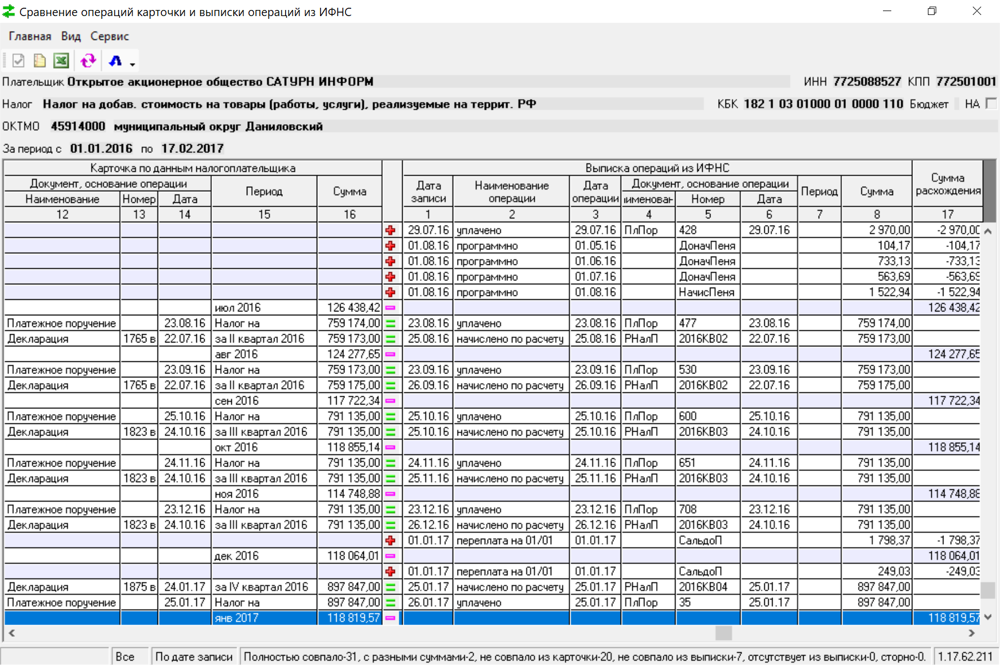 Сравнение операций карточки и выписки операций из ИФНС
Главная Вид Сервис
Плательщик Открытое акционерное общество САТУРН ИНФОРМ ИНН 7725088527 КПП 772501001
Налог Налог на добав. стоимость на товары (работы, услуги), реализуемые на террит. РФ КБК 182 1 03 01000 01 0000 110 Бюджет НА
ОКТМО 45914000 муниципальный округ Даниловский
За период с 01.01.2016 по 17.02.2017
Карточка по данным налогоплательщика Выписка операций из ИФНС Сумма расхождения
Документ, основание операции Период Сумма Дата записи Наименование операции Дата операции Документ, основание операции Период Сумма
Наименование Номер Дата именован Номер Дата
12 13 14 15 16 1 2 3 4 5 6 7 8 17
29.07.16 уплачено 29.07.16 ПлПор 428 29.07.16 2 970,00 -2 970,00
01.08.16 программно 01.05.16 ДоначПеня 104,17 -104,17
01.08.16 программно 01.06.16 ДоначПеня 733,13 -733,13
01.08.16 программно 01.07.16 ДоначПеня 563,69 -563,69
01.08.16 программно 01.08.16 НачисПеня 1 522,94 -1 522,94
июл 2016 126 438,42 126 438,42
Платежное поручение 23.08.16 Налог на 759 174,00 23.08.16 уплачено 23.08.16 ПлПор 477 23.08.16 759 174,00
Декларация 1765 в 22.07.16 за II квартал 2016 759 173,00 25.08.16 начислено по расчету 25.08.16 РНалП 2016КВ02 22.07.16 759 173,00
авг 2016 124 277,65 124 277,65
Платежное поручение 23.09.16 Налог на 759 173,00 23.09.16 уплачено 23.09.16 ПлПор 530 23.09.16 759 173,00
Декларация 1765 в 22.07.16 за II квартал 2016 759 175,00 26.09.16 начислено по расчету 26.09.16 РНалП 2016КВ02 22.07.16 759 175,00
сен 2016 117 722,34 117 722,34
Платежное поручение 25.10.16 Налог на 791 135,00 25.10.16 уплачено 25.10.16 ПлПор 600 25.10.16 791 135,00
Декларация 1823 в 24.10.16 за III квартал 2016 791 135,00 25.10.16 начислено по расчету 25.10.16 РНалП 2016КВ03 24.10.16 791 135,00
окт 2016 118 855,14 118 855,14
Платежное поручение 24.11.16 Налог на 791 135,00 24.11.16 уплачено 24.11.16 ПлПор 651 24.11.16 791 135,00
Декларация 1823 в 24.10.16 за III квартал 2016 791 135,00 25.11.16 начислено по расчету 25.11.16 РНалП 2016КВ03 24.10.16 791 135,00
ноя 2016 114 748,88 114 748,88
Платежное поручение 23.12.16 Налог на 791 135,00 23.12.16 уплачено 23.12.16 ПлПор 708 23.12.16 791 135,00
Декларация 1823 в 24.10.16 за III квартал 2016 791 135,00 26.12.16 начислено по расчету 26.12.16 РНалП 2016КВ03 24.10.16 791 135,00
01.01.17 переплата на 01/01 01.01.17 СальдоП 1 798,37 -1 798,37
дек 2016 118 064,01 118 064,01
01.01.17 переплата на 01/01 01.01.17 СальдоП 249,03 -249,03
Декларация 1875 в 24.01.17 за IV квартал 2016 897 847,00 25.01.17 начислено по расчету 25.01.17 РНалП 2016КВ04 25.01.17 897 847,00
Платежное поручение 25.01.17 Налог на 897 847,00 26.01.17 уплачено 25.01.17 ПлПор 35 25.01.17 897 847,00
янв 2017 118 819,57 118 819,57
Все По дате записи Полностью совпало-31, с разными суммами-2, не совпало из карточки-20, не совпало из выписки-7, отсутствует из выписки-0, сторно-0. 1.17.62.211